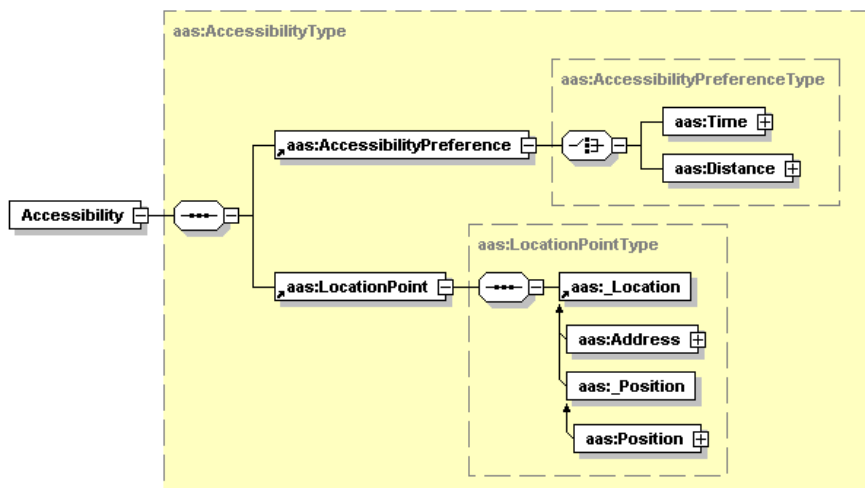 aas:AccessibilityType
aas:AccessibilityPreferenceType
aas:Time
aas:AccessibilityPreference
aas:Distance
Accessibility
aas:LocationPointType
aas:LocationPoint
aas:_Location
aas:Address
aas:_Position
aas:Position